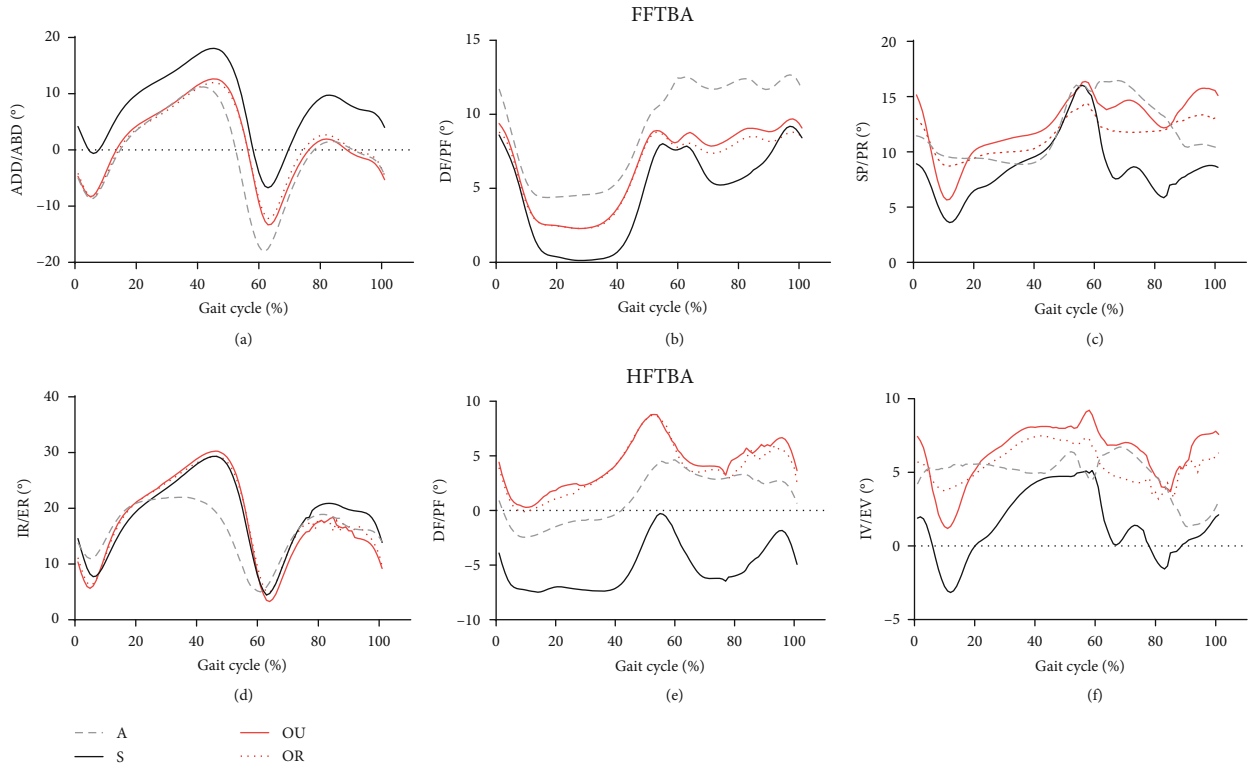 FFTBA
20
10
0
−10
−20
ADD/ABD (°)
0
20
40
60
80
100
Gait cycle (%)
(a)
15
10
5
0
DF/PF (°)
0
20
40
60
80
100
Gait cycle (%)
(b)
20
15
10
5
0
SP/PR (°)
0
20
40
60
80
100
Gait cycle (%)
(c)
HFTBA
40
30
20
10
0
IR/ER (°)
0
20
40
60
80
100
Gait cycle (%)
(d)
10
5
0
−5
−10
DF/PF (°)
0
20
40
60
80
100
Gait cycle (%)
(e)
10
5
0
−5
IV/EV (°)
0
20
40
60
80
100
Gait cycle (%)
(f)
A
S
OU
OR